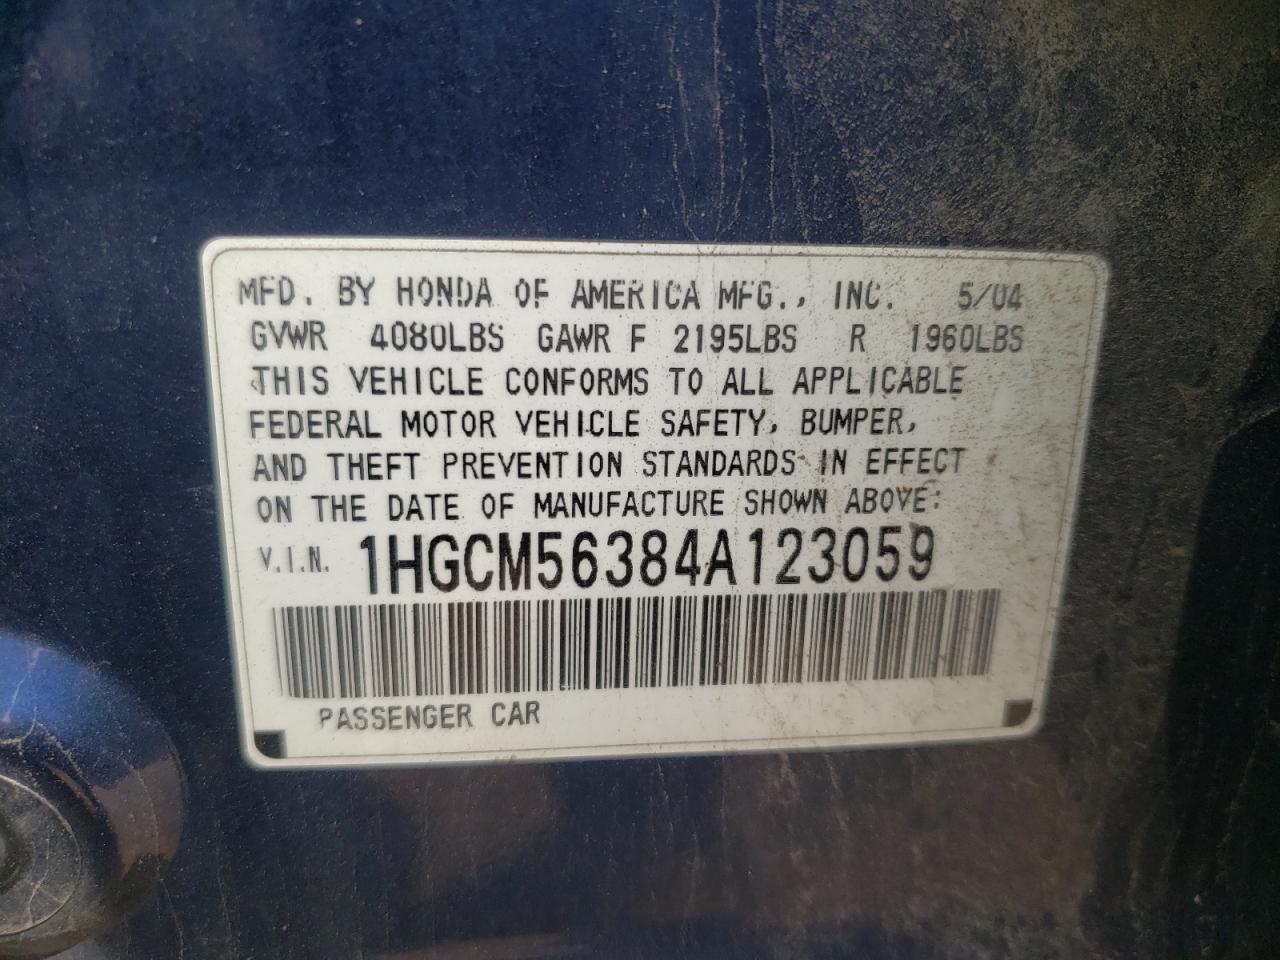 MFD. BY HONDA OF AMERICA MFG., INC. 5/04
GVWR 4080LBS GAWR F 2195LBS R 1960LBS
THIS VEHICLE CONFORMS TO ALL APPLICABLE
FEDERAL MOTOR VEHICLE SAFETY, BUMPER,
AND THEFT PREVENTION STANDARDS IN EFFECT
ON THE DATE OF MANUFACTURE SHOWN ABOVE:
V.I.N. 1HGCM56384A123059
PASSENGER CAR